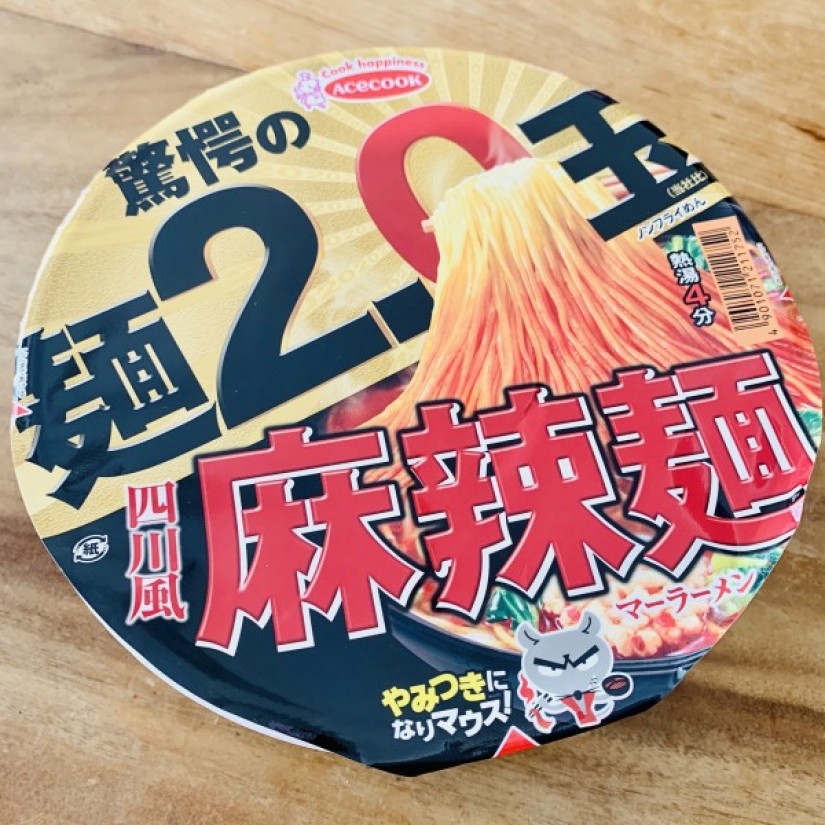 Cook happiness
Acecook
驚愕の
麺2.0玉
(当社比)
ノンフライめん
熱湯4分
四川風
麻辣麺
マーラーメン
紙
やみつきに
なりマウス!